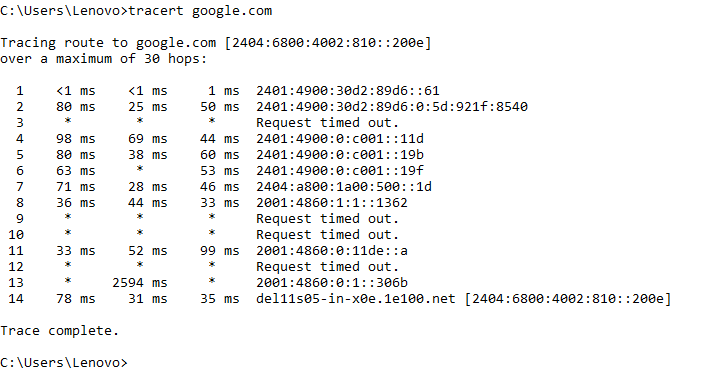 C:\Users\Lenovo>tracert google.com
Tracing route to google.com [2404:6800:4002:810::200e]
over a maximum of 30 hops:
1 <1 ms <1 ms 1 ms 2401:4900:30d2:89d6::61
2 80 ms 25 ms 50 ms 2401:4900:30d2:89d6:0:5d:921f:8540
3 * * * Request timed out.
4 98 ms 69 ms 44 ms 2401:4900:0:c001::11d
5 80 ms 38 ms 60 ms 2401:4900:0:c001::19b
6 63 ms * 53 ms 2401:4900:0:c001::19f
7 71 ms 28 ms 46 ms 2404:a800:1a00:500::1d
8 36 ms 44 ms 33 ms 2001:4860:1:1::1362
9 * * * Request timed out.
10 * * * Request timed out.
11 33 ms 52 ms 99 ms 2001:4860:0:11de::a
12 * * * Request timed out.
13 * 2594 ms * 2001:4860:0:1::306b
14 78 ms 31 ms 35 ms del11s05-in-x0e.1e100.net [2404:6800:4002:810::200e]
Trace complete.
C:\Users\Lenovo>